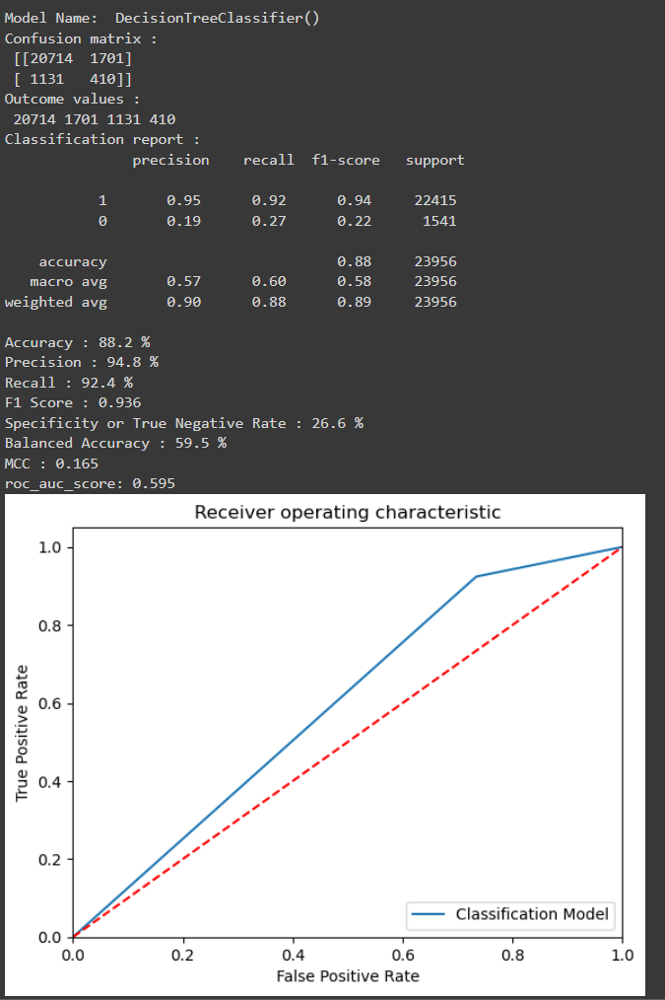 Model Name:  DecisionTreeClassifier()
Confusion matrix :
 [[20714  1701]
 [ 1131   410]]
Outcome values :
 20714 1701 1131 410
Classification report :
               precision    recall  f1-score   support

           1       0.95      0.92      0.94     22415
           0       0.19      0.27      0.22      1541

    accuracy                           0.88     23956
   macro avg       0.57      0.60      0.58     23956
weighted avg       0.90      0.88      0.89     23956

Accuracy : 88.2 %
Precision : 94.8 %
Recall : 92.4 %
F1 Score : 0.936
Specificity or True Negative Rate : 26.6 %
Balanced Accuracy : 59.5 %
MCC : 0.165
roc_auc_score: 0.595
Receiver operating characteristic
True Positive Rate
1.0
0.8
0.6
0.4
0.2
0.0
Classification Model
0.0 0.2 0.4 0.6 0.8 1.0
False Positive Rate